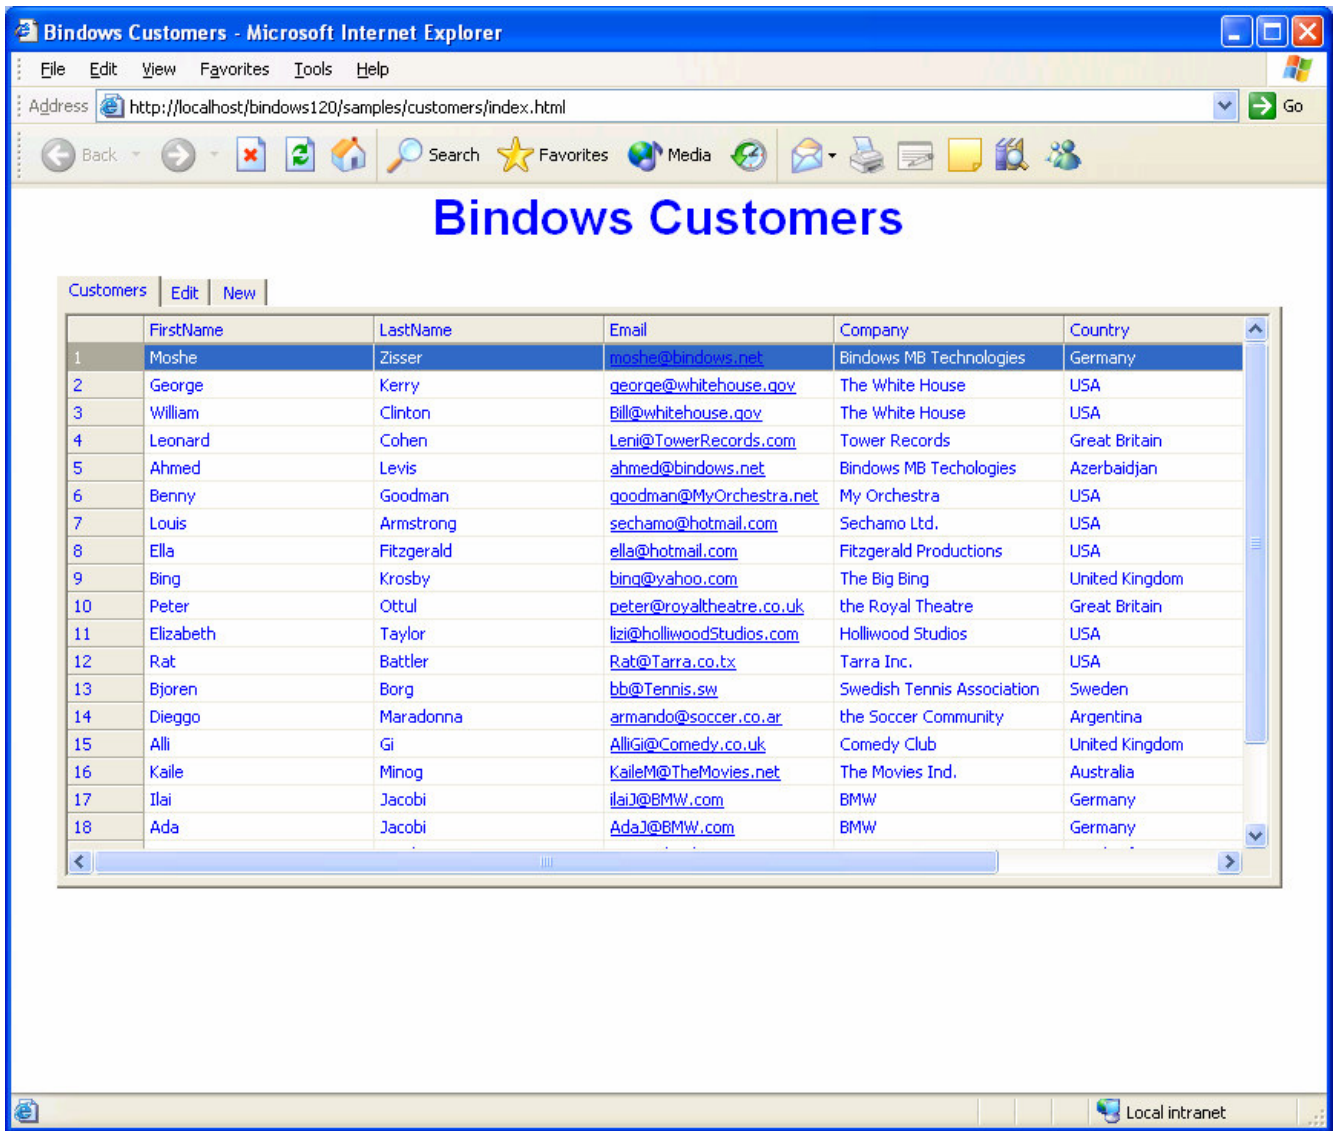 Bindows Customers - Microsoft Internet Explorer
File Edit View Favorites Tools Help
Address http://localhost/bindows120/samples/customers/index.html Go
Back Search Favorites Media
Bindows Customers
Customers Edit New
FirstName LastName Email Company Country
1 Moshe Zisser moshe@bindows.net Bindows MB Technologies Germany
2 George Kerry george@whitehouse.gov The White House USA
3 William Clinton Bill@whitehouse.gov The White House USA
4 Leonard Cohen Leni@TowerRecords.com Tower Records Great Britain
5 Ahmed Levis ahmed@bindows.net Bindows MB Techologies Azerbaidjan
6 Benny Goodman goodman@MyOrchestra.net My Orchestra USA
7 Louis Armstrong sechamo@hotmail.com Sechamo Ltd. USA
8 Ella Fitzgerald ella@hotmail.com Fitzgerald Productions USA
9 Bing Krosby bing@yahoo.com The Big Bing United Kingdom
10 Peter Ottul peter@royaltheatre.co.uk the Royal Theatre Great Britain
11 Elizabeth Taylor lizi@holliwoodStudios.com Holliwood Studios USA
12 Rat Battler Rat@Tarra.co.tx Tarra Inc. USA
13 Bjoren Borg bb@Tennis.sw Swedish Tennis Association Sweden
14 Dieggo Maradonna armando@soccer.co.ar the Soccer Community Argentina
15 Alli Gi AlliGi@Comedy.co.uk Comedy Club United Kingdom
16 Kaile Minog KaileM@TheMovies.net The Movies Ind. Australia
17 Ilai Jacobi ilaiJ@BMW.com BMW Germany
18 Ada Jacobi AdaJ@BMW.com BMW Germany
Local intranet